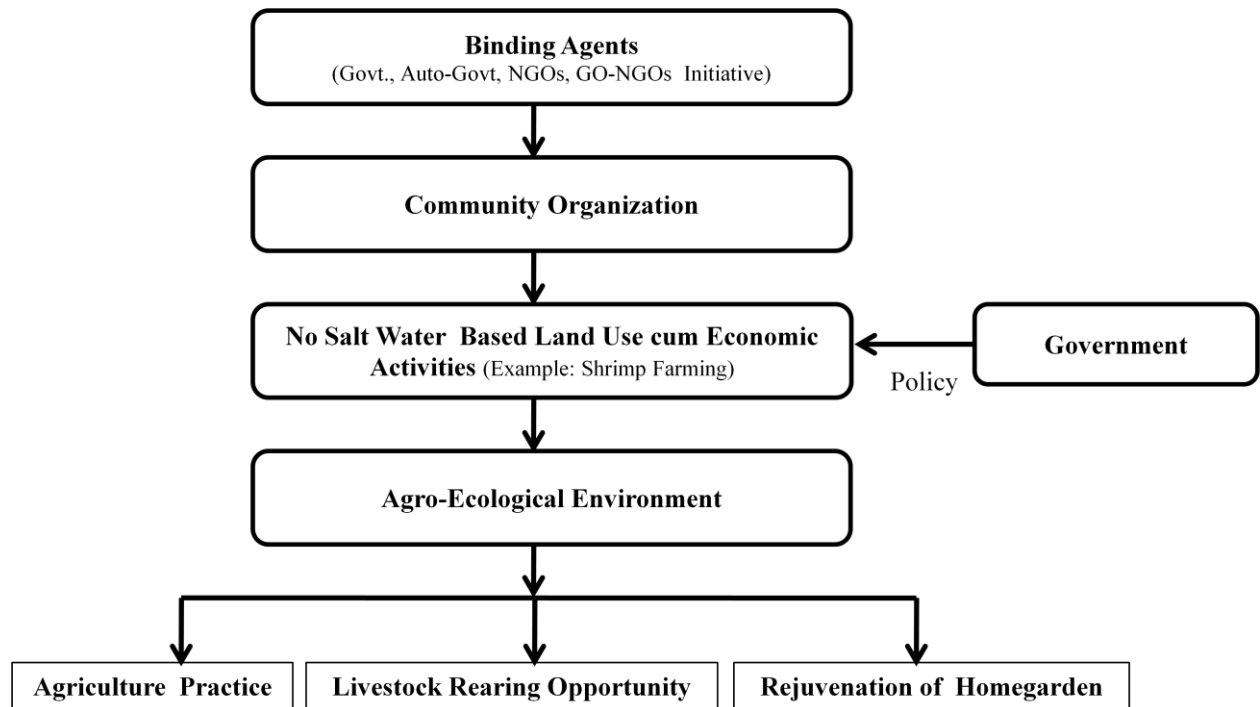 Binding Agents
(Govt., Auto-Govt, NGOs, GO-NGOs Initiative)
Community Organization
No Salt Water Based Land Use cum Economic
Activities (Example: Shrimp Farming)
Government
Policy
Agro-Ecological Environment
Agriculture Practice
Livestock Rearing Opportunity
Rejuvenation of Homegarden